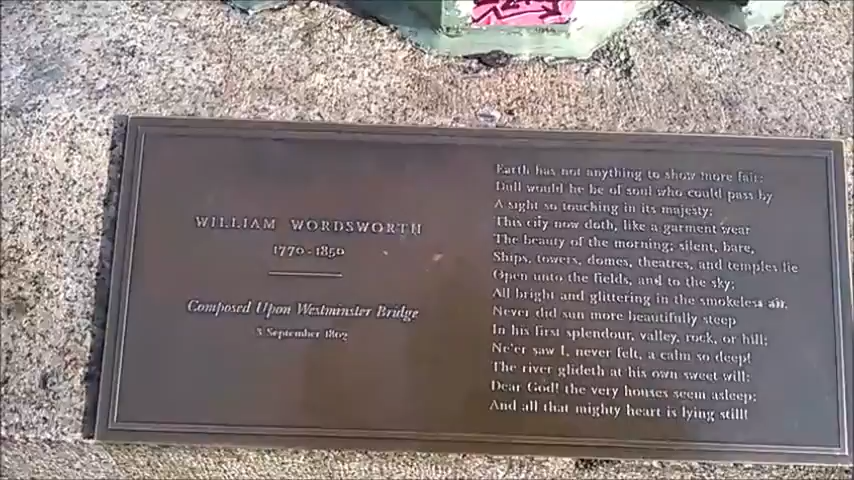 WILLIAM WORDSWORTH
1770-1850
Composed Upon Westminster Bridge
3 September 1802
Earth has not anything to show more fair:
Dull would he be of soul who could pass by
A sight so touching in its majesty:
This city now doth, like a garment wear
The beauty of the morning; silent, bare,
Ships, towers, domes, theatres, and temples lie
Open unto the fields, and to the sky;
All bright and glittering in the smokeless air.
Never did sun more beautifully steep
In his first splendour, valley, rock, or hill;
Ne'er saw I, never felt, a calm so deep!
The river glideth at his own sweet will:
Dear God! the very houses seem asleep;
And all that mighty heart is lying still!